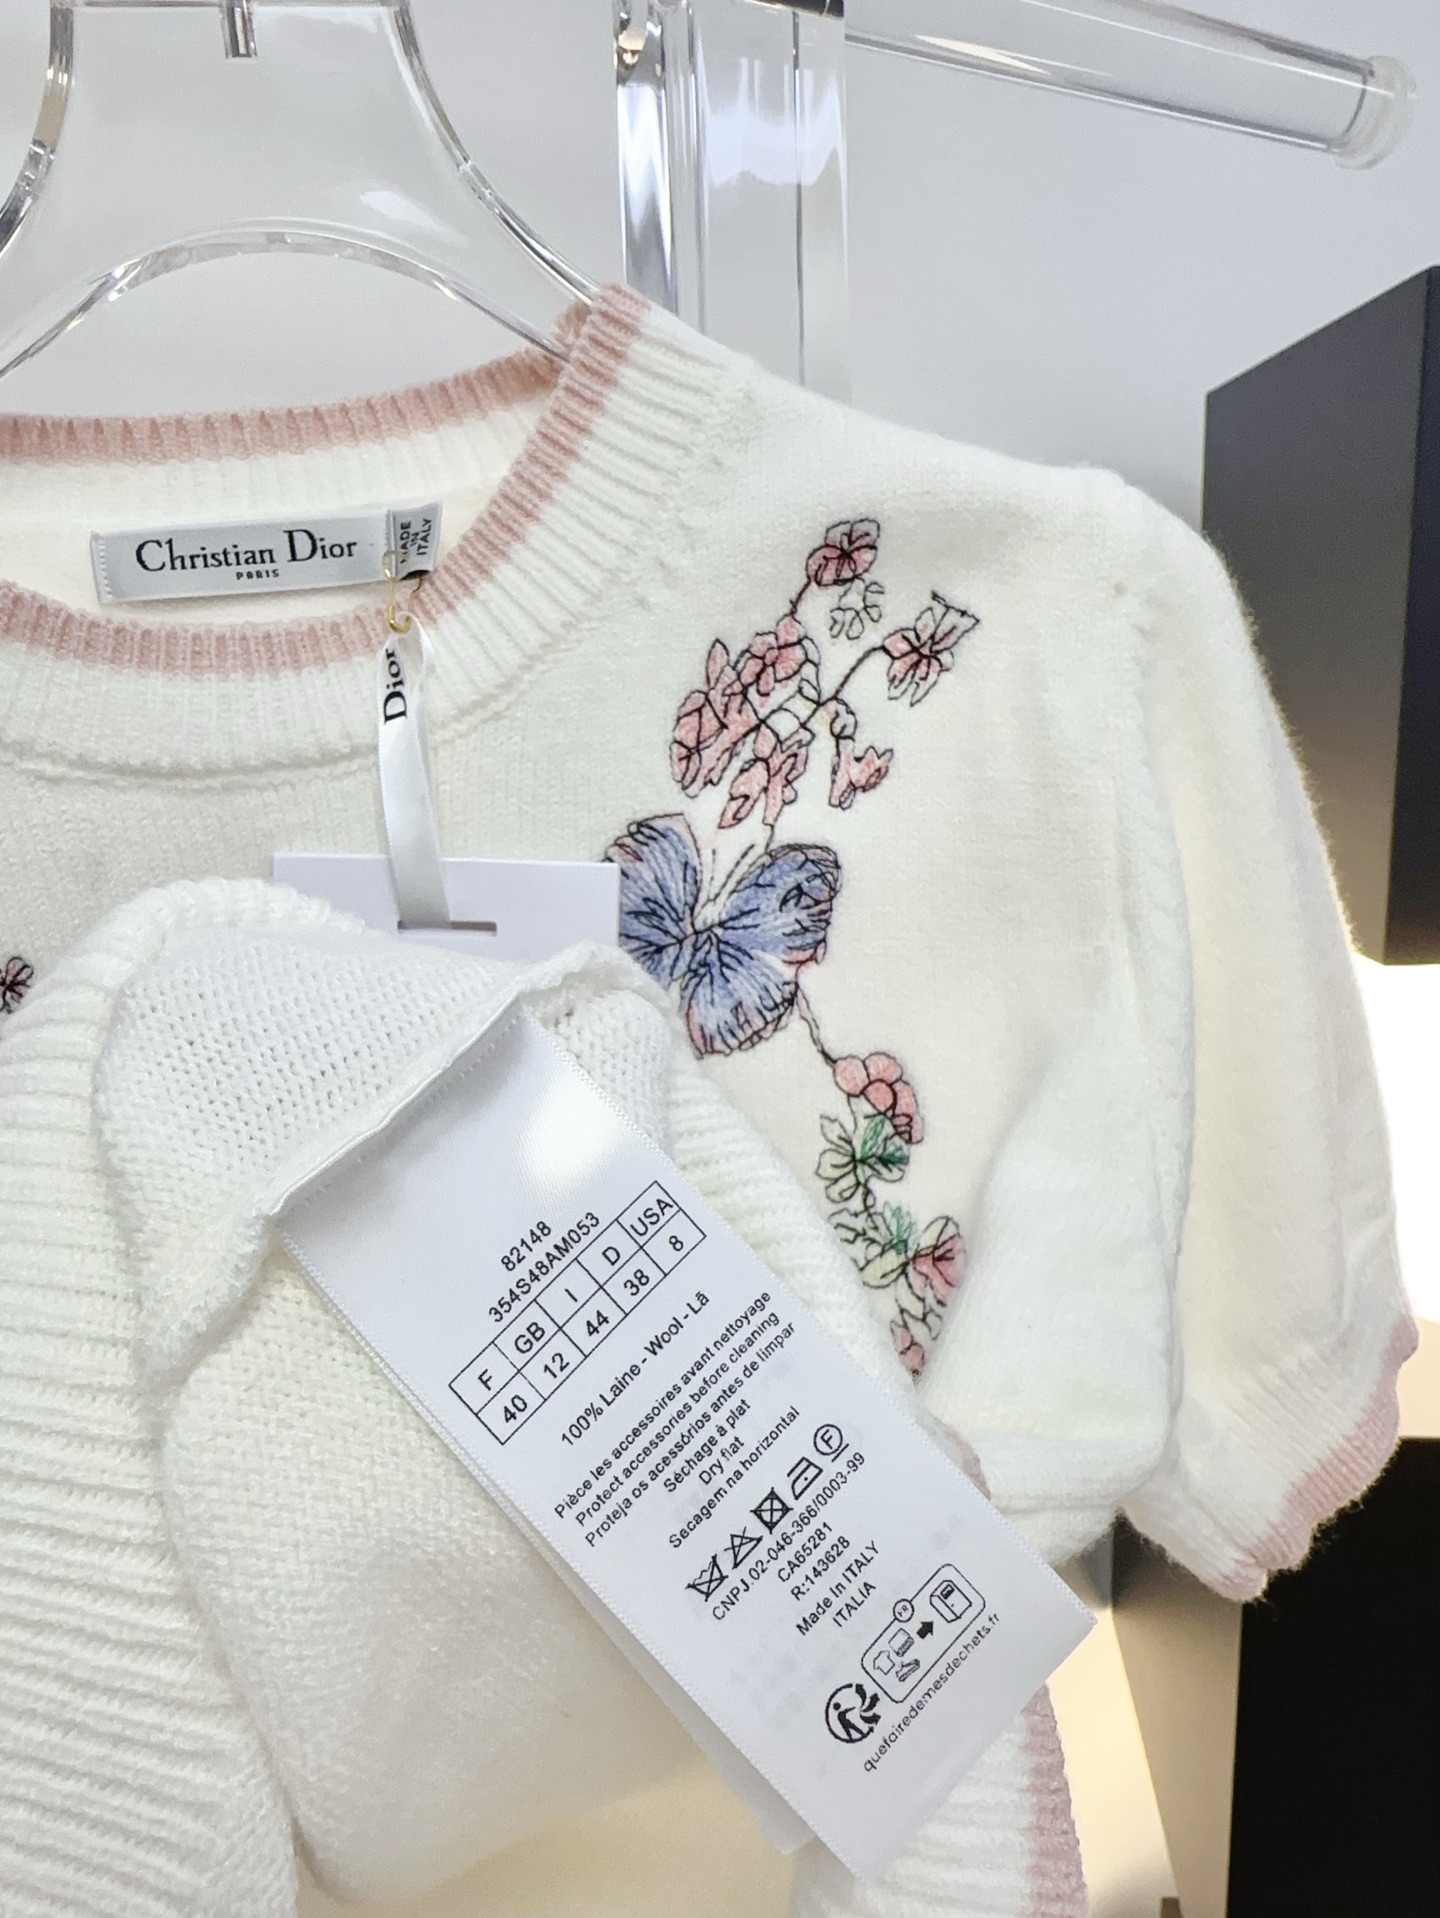 Christian Dior
PARIS
MADE
IN
ITALY
Dior
82148
354S48AM053
F GB I D USA
40 12 44 38 8
100% Laine - Wool - Lã
Pièce les accessoires avant nettoyage
Protect accessories before cleaning
Proteja os acessórios antes de limpar
Séchage à plat
Dry flat
Secagem na horizontal
F
CNPJ.02-046-366/0003-99
CA65281
R:143628
Made In ITALY
ITALIA
FR
quefairedemesdechets.fr